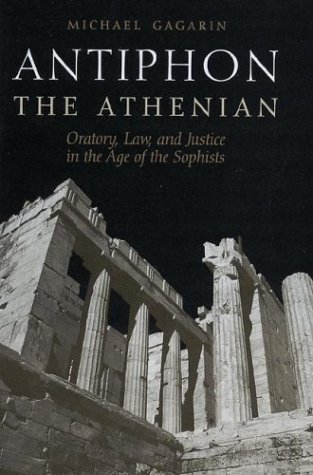 MICHAEL GAGARIN
ANTIPHON
THE ATHENIAN
Oratory, Law, and Justice
in the Age of the Sophists